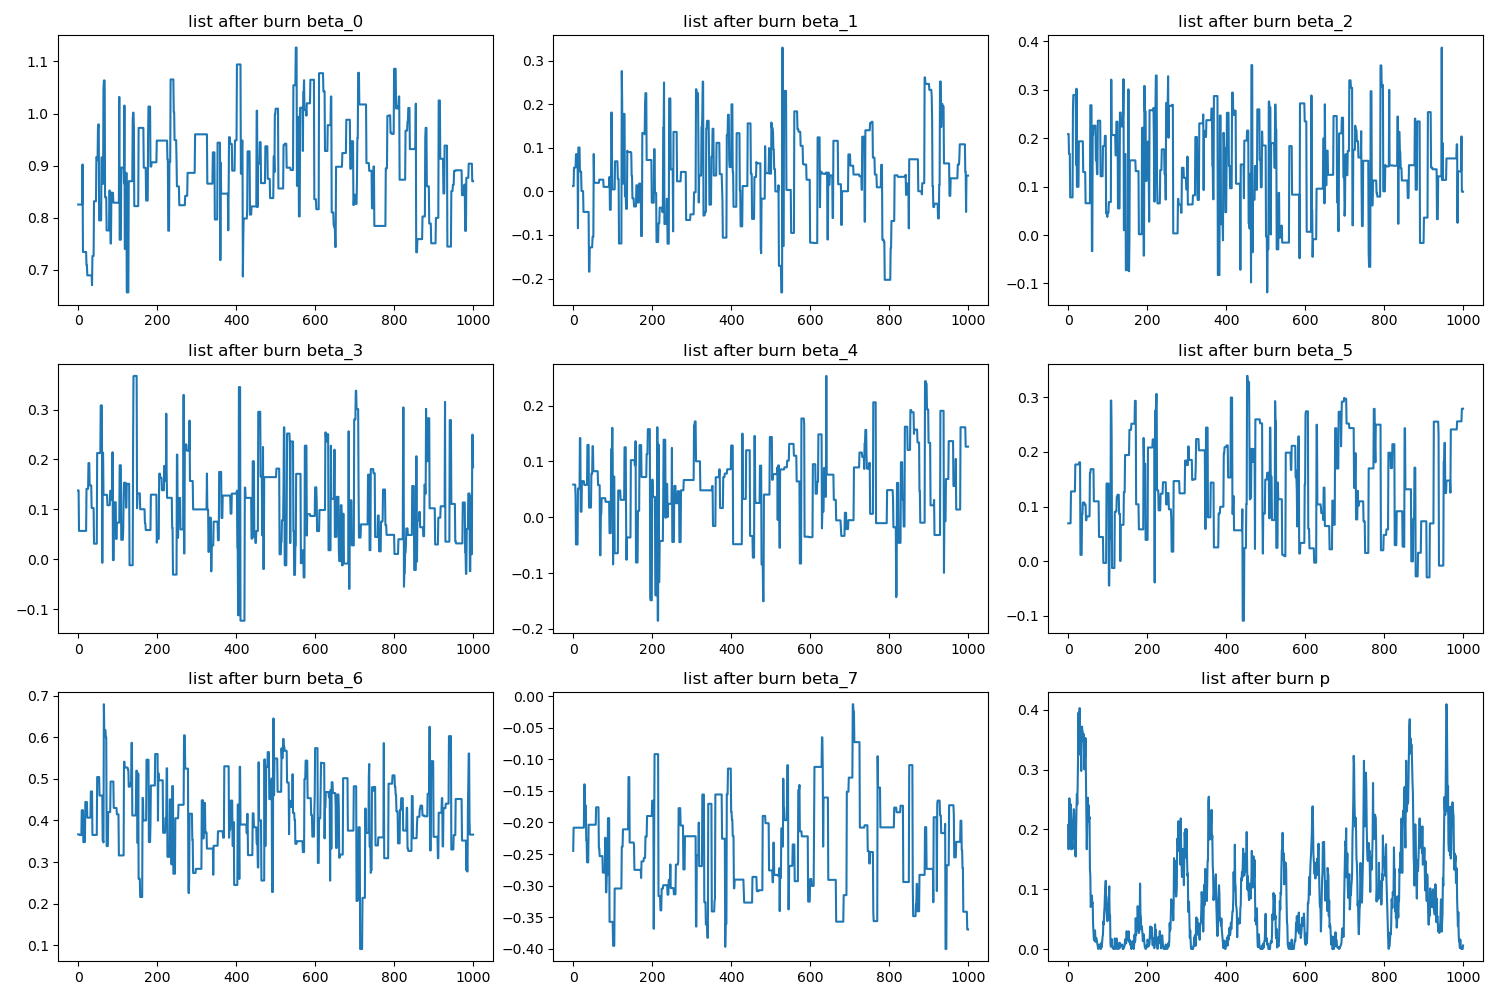 list after burn beta_0
list after burn beta_1
list after burn beta_2
1.1
1.0
0.9
0.8
0.7
0 200 400 600 800 1000
0.3
0.2
0.1
0.0
−0.1
−0.2
0 200 400 600 800 1000
0.4
0.3
0.2
0.1
0.0
−0.1
0 200 400 600 800 1000
list after burn beta_3
list after burn beta_4
list after burn beta_5
0.3
0.2
0.1
0.0
−0.1
0 200 400 600 800 1000
0.2
0.1
0.0
−0.1
−0.2
0 200 400 600 800 1000
0.3
0.2
0.1
0.0
−0.1
0 200 400 600 800 1000
list after burn beta_6
list after burn beta_7
list after burn p
0.7
0.6
0.5
0.4
0.3
0.2
0.1
0 200 400 600 800 1000
0.00
−0.05
−0.10
−0.15
−0.20
−0.25
−0.30
−0.35
−0.40
0 200 400 600 800 1000
0.4
0.3
0.2
0.1
0.0
0 200 400 600 800 1000